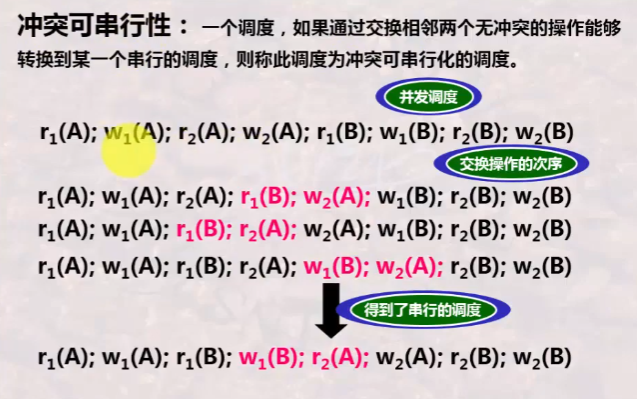 冲突可串行性：一个调度，如果通过交换相邻两个无冲突的操作能够
转换到某一个串行的调度，则称此调度为冲突可串行化的调度。
并发调度
r₁(A); w₁(A); r₂(A); w₂(A); r₁(B); w₁(B); r₂(B); w₂(B)
交换操作的次序
r₁(A); w₁(A); r₂(A); r₁(B); w₂(A); w₁(B); r₂(B); w₂(B)
r₁(A); w₁(A); r₁(B); r₂(A); w₂(A); w₁(B); r₂(B); w₂(B)
r₁(A); w₁(A); r₁(B); r₂(A); w₁(B); w₂(A); r₂(B); w₂(B)
得到了串行的调度
r₁(A); w₁(A); r₁(B); w₁(B); r₂(A); w₂(A); r₂(B); w₂(B)